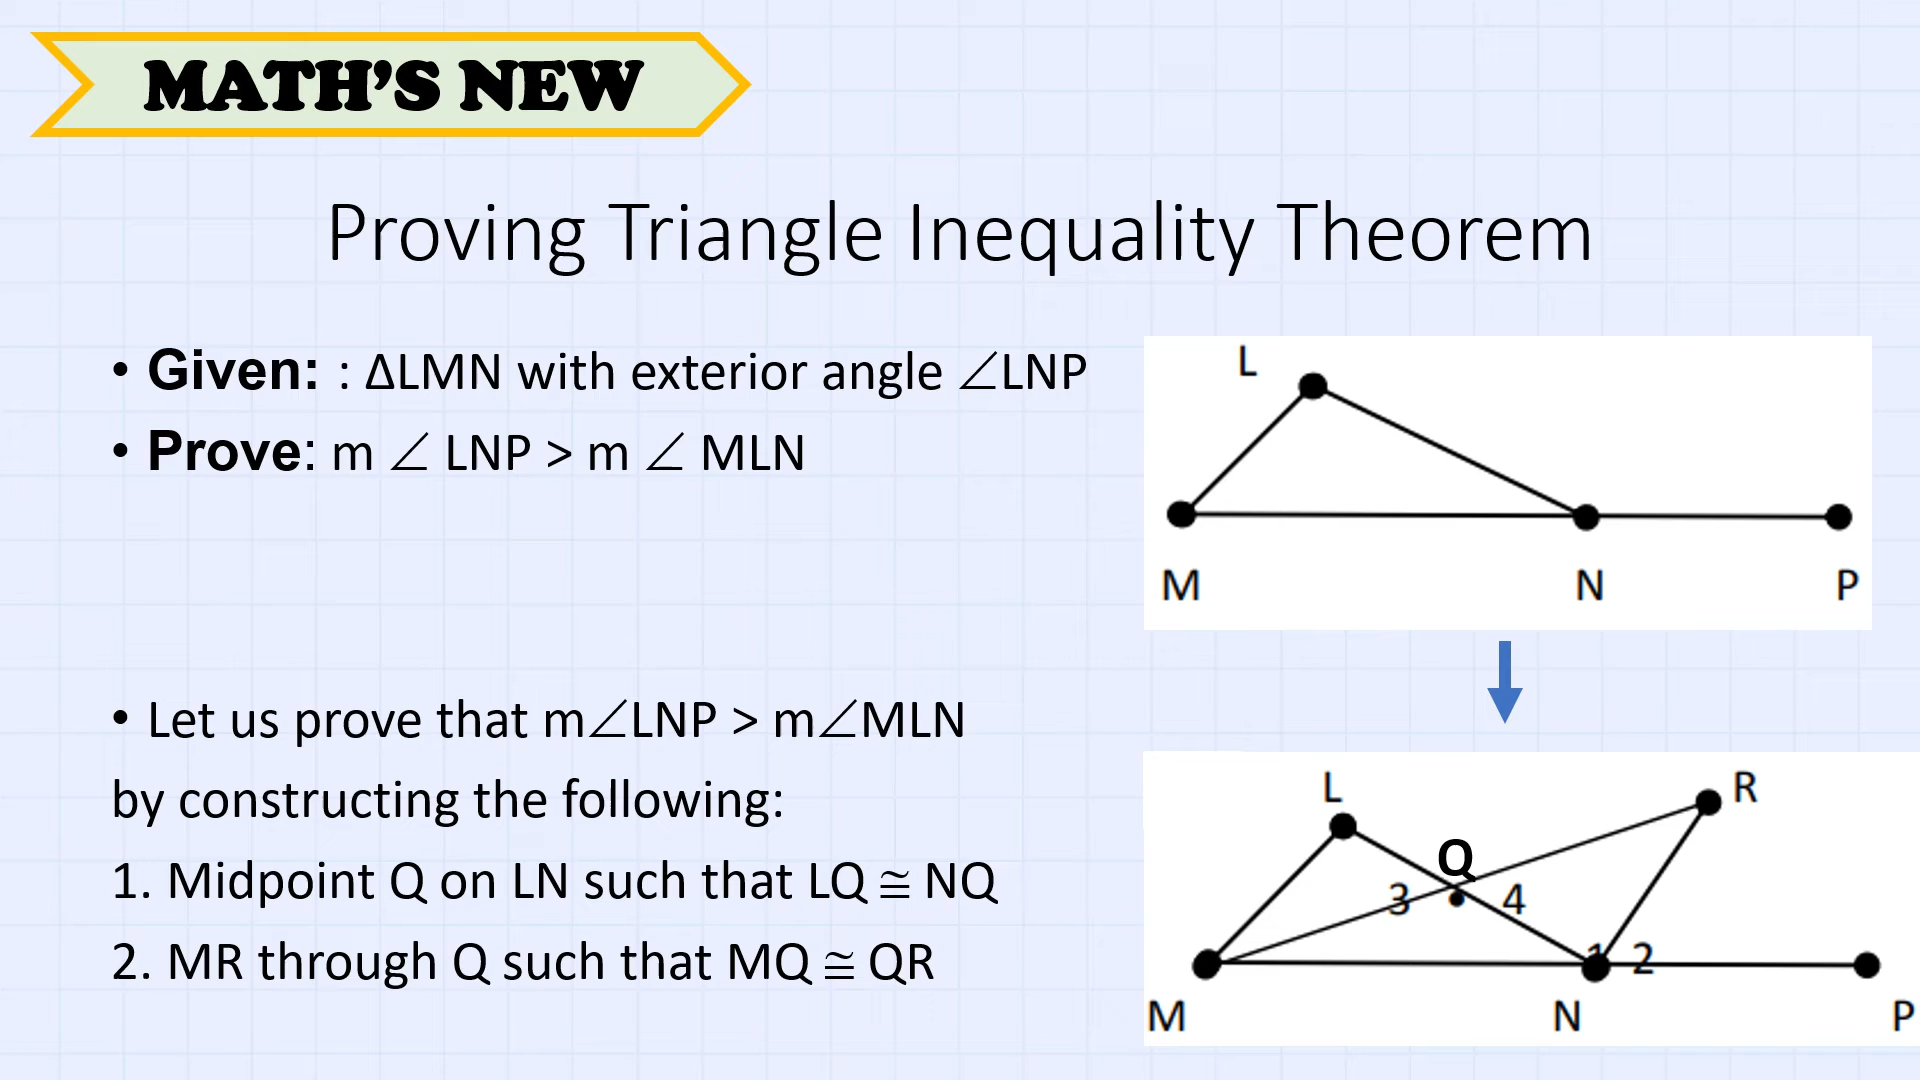 MATH'S NEW
Proving Triangle Inequality Theorem
• Given: : ∆LMN with exterior angle ∠LNP
• Prove: m ∠ LNP > m ∠ MLN
L
M N P
• Let us prove that m∠LNP > m∠MLN
by constructing the following:
1. Midpoint Q on LN such that LQ ≅ NQ
2. MR through Q such that MQ ≅ QR
L R
Q
3 4
1 2
M N P